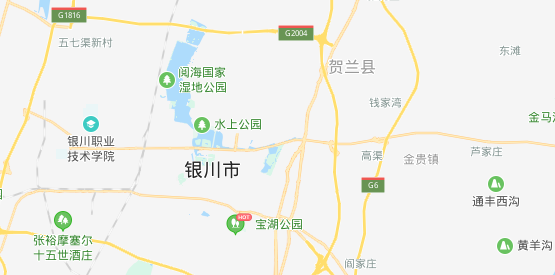 G1816
G2004
五七渠新村
东滩
贺兰县
阅海国家
湿地公园
钱家湾
水上公园
银川职业
技术学院
高渠
芦家庄
金贵镇
银川市
G6
通丰西沟
HOT
宝湖公园
张裕摩塞尔
十五世酒庄
黄羊沟
阎家庄